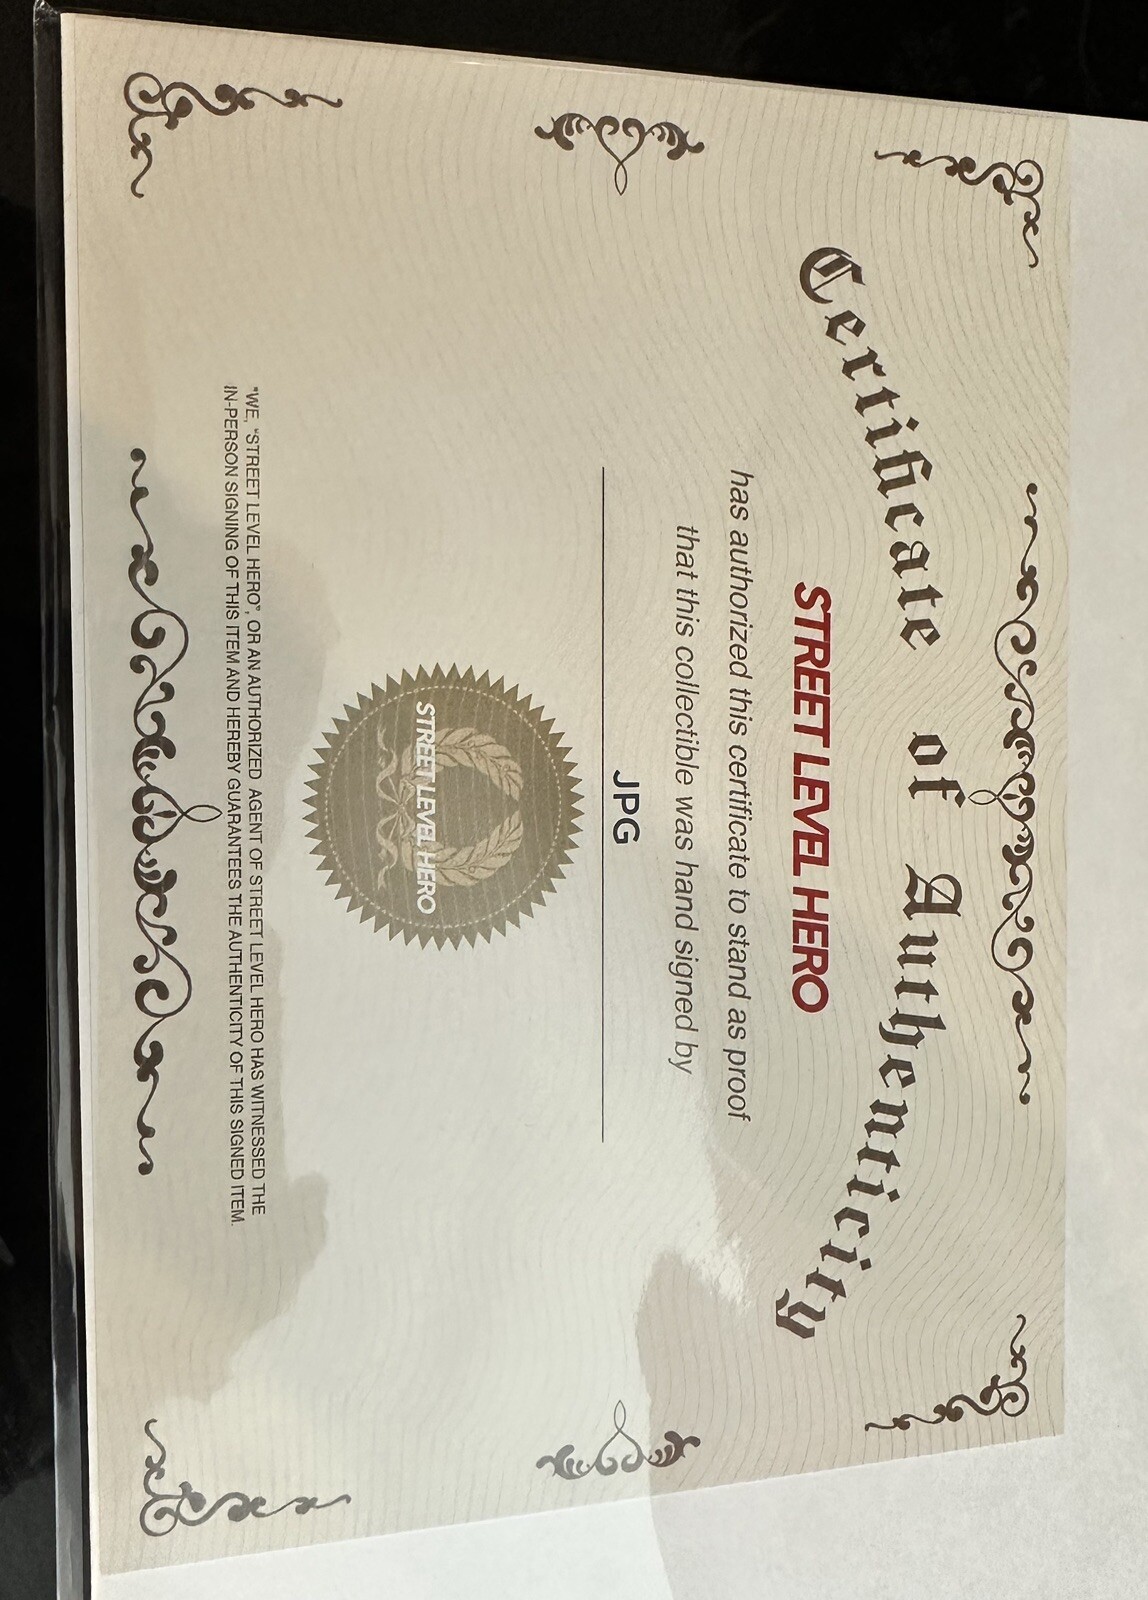 Certificate of Authenticity
STREET LEVEL HERO
has authorized this certificate to stand as proof
that this collectible was hand signed by
JPG
STREET LEVEL HERO
"WE, "STREET LEVEL HERO", OR AN AUTHORIZED AGENT OF STREET LEVEL HERO HAS WITNESSED THE
IN-PERSON SIGNING OF THIS ITEM AND HEREBY GUARANTEES THE AUTHENTICITY OF THIS SIGNED ITEM.